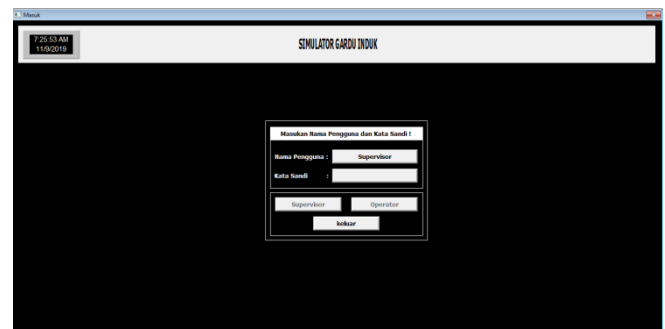 Masuk
7:25:53 AM
11/9/2019
SIMULATOR GARDU INDUK
Masukan Nama Pengguna dan Kata Sandi !
Nama Pengguna : Supervisor
Kata Sandi :
Supervisor Operator
keluar